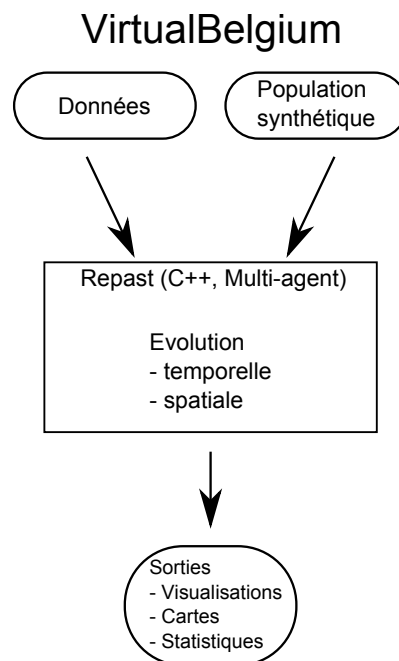 VirtualBelgium
Données
Population
synthétique
Repast (C++, Multi-agent)
Evolution
- temporelle
- spatiale
Sorties
- Visualisations
- Cartes
- Statistiques